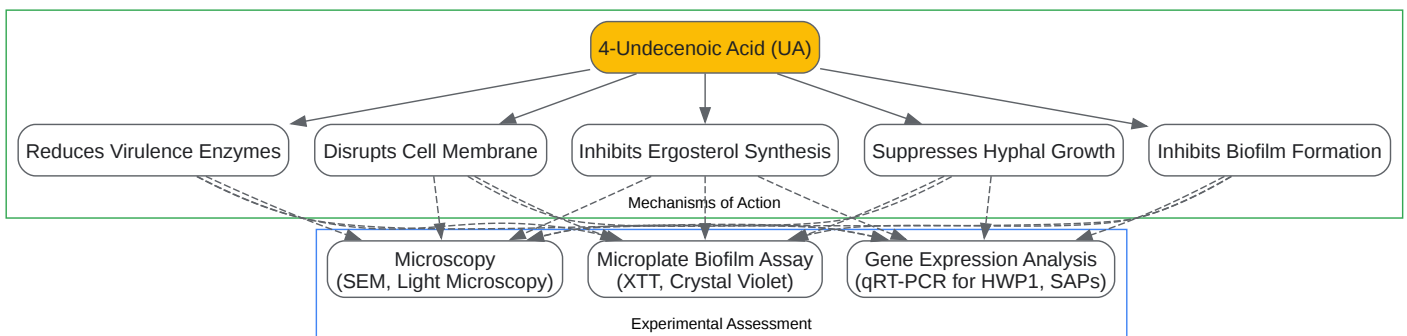 4-Undecenoic Acid (UA)
Reduces Virulence Enzymes
Disrupts Cell Membrane
Inhibits Ergosterol Synthesis
Suppresses Hyphal Growth
Inhibits Biofilm Formation
Mechanisms of Action
Microscopy
(SEM, Light Microscopy)
Microplate Biofilm Assay
(XTT, Crystal Violet)
Gene Expression Analysis
(qRT-PCR for HWP1, SAPs)
Experimental Assessment